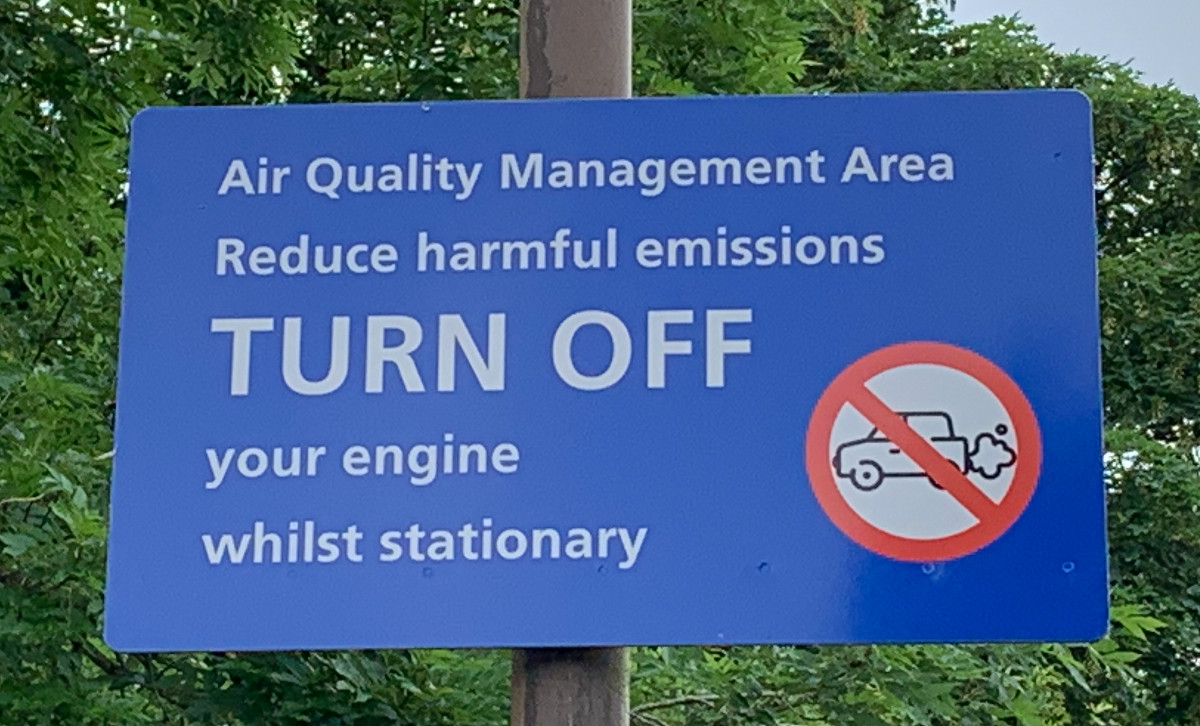 Air Quality Management Area
Reduce harmful emissions
TURN OFF
your engine
whilst stationary